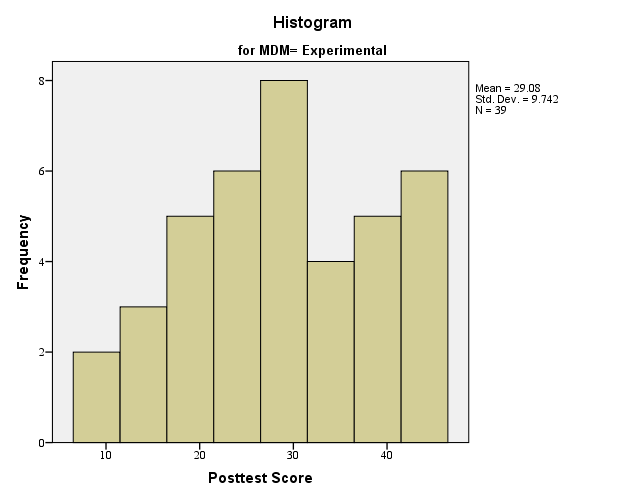 Histogram
for MDM= Experimental
Mean = 29.08
Std. Dev. = 9.742
N = 39
Frequency
8
6
4
2
0
10 20 30 40
Posttest Score